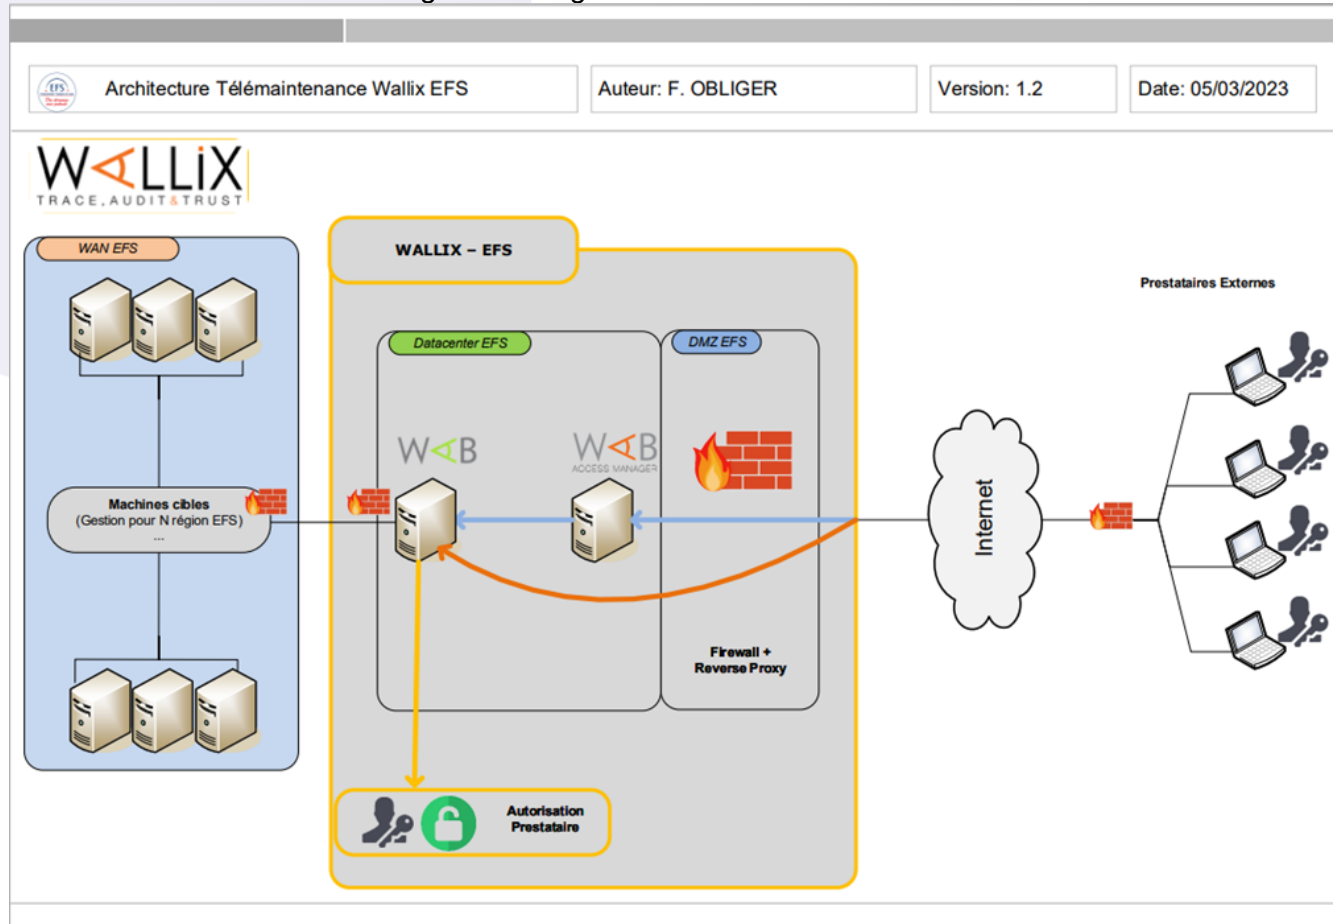 Architecture Télémaintenance Wallix EFS
Auteur: F. OBLIGER
Version: 1.2
Date: 05/03/2023
EFS
WALLiX
TRACE, AUDIT & TRUST
WAN EFS
WALLIX – EFS
Prestataires Externes
Datacenter EFS
DMZ EFS
WAB
WAB
ACCESS MANAGER
Machines cibles
(Gestion pour N région EFS)
...
Internet
Firewall +
Reverse Proxy
Autorisation
Prestataire